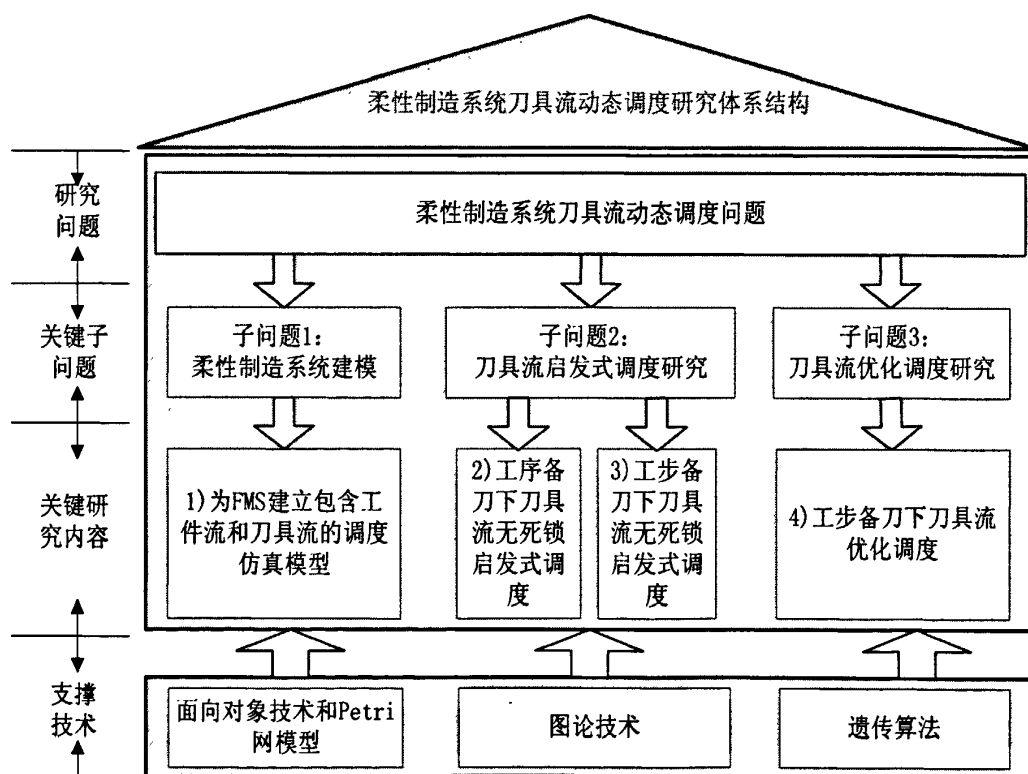 柔性制造系统刀具流动态调度研究体系结构
研究
问题
柔性制造系统刀具流动态调度问题
关键子
问题
子问题1:
柔性制造系统建模
子问题2:
刀具流启发式调度研究
子问题3:
刀具流优化调度研究
关键研
究内容
1)为FMS建立包含工
件流和刀具流的调度
仿真模型
2)工序备
刀下刀具
流无死锁
启发式调
度
3)工步备
刀下刀具
流无死锁
启发式调
度
4)工步备刀下刀具流
优化调度
支撑
技术
面向对象技术和Petri
网模型
图论技术
遗传算法